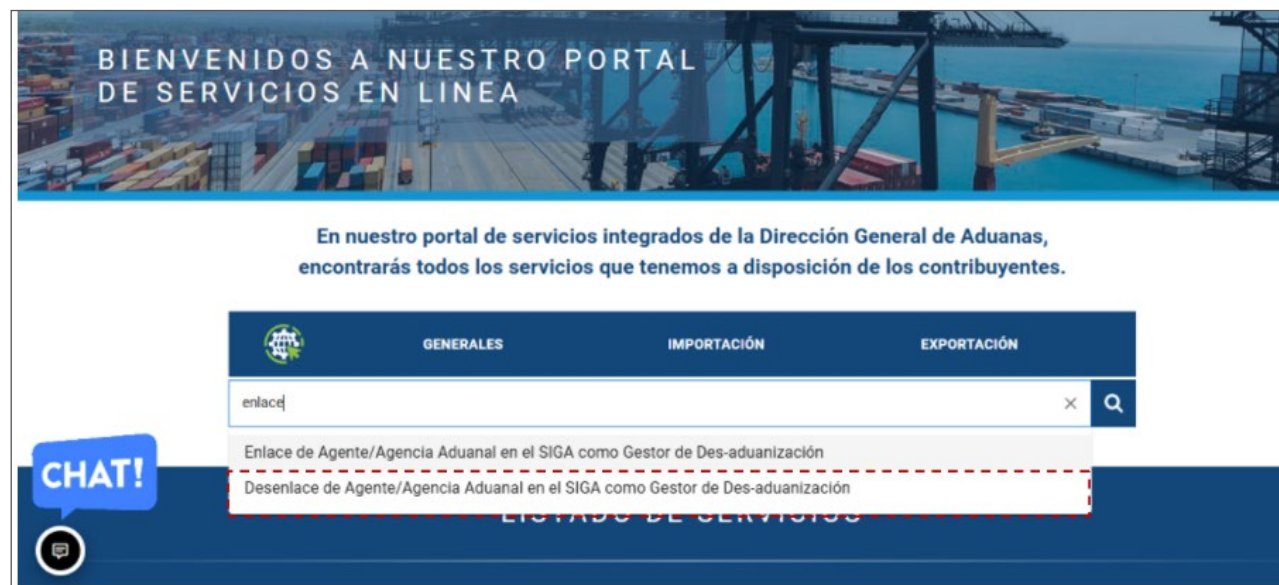 BIENVENIDOS A NUESTRO PORTAL
DE SERVICIOS EN LINEA
En nuestro portal de servicios integrados de la Dirección General de Aduanas,
encontrarás todos los servicios que tenemos a disposición de los contribuyentes.
GENERALES IMPORTACIÓN EXPORTACIÓN
enlace
Enlace de Agente/Agencia Aduanal en el SIGA como Gestor de Des-aduanización
Desenlace de Agente/Agencia Aduanal en el SIGA como Gestor de Des-aduanización
LISTADO DE SERVICIOS
CHAT!